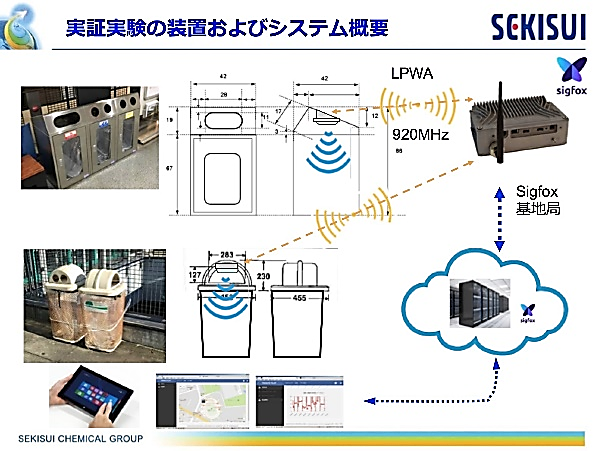 実証実験の装置およびシステム概要
SEKISUI
sigfox
42
28
19
11
67
42
17
3
12
86
LPWA
920MHz
Sigfox
基地局
283
127
230
455
455
sigfox
SEKISUI CHEMICAL GROUP